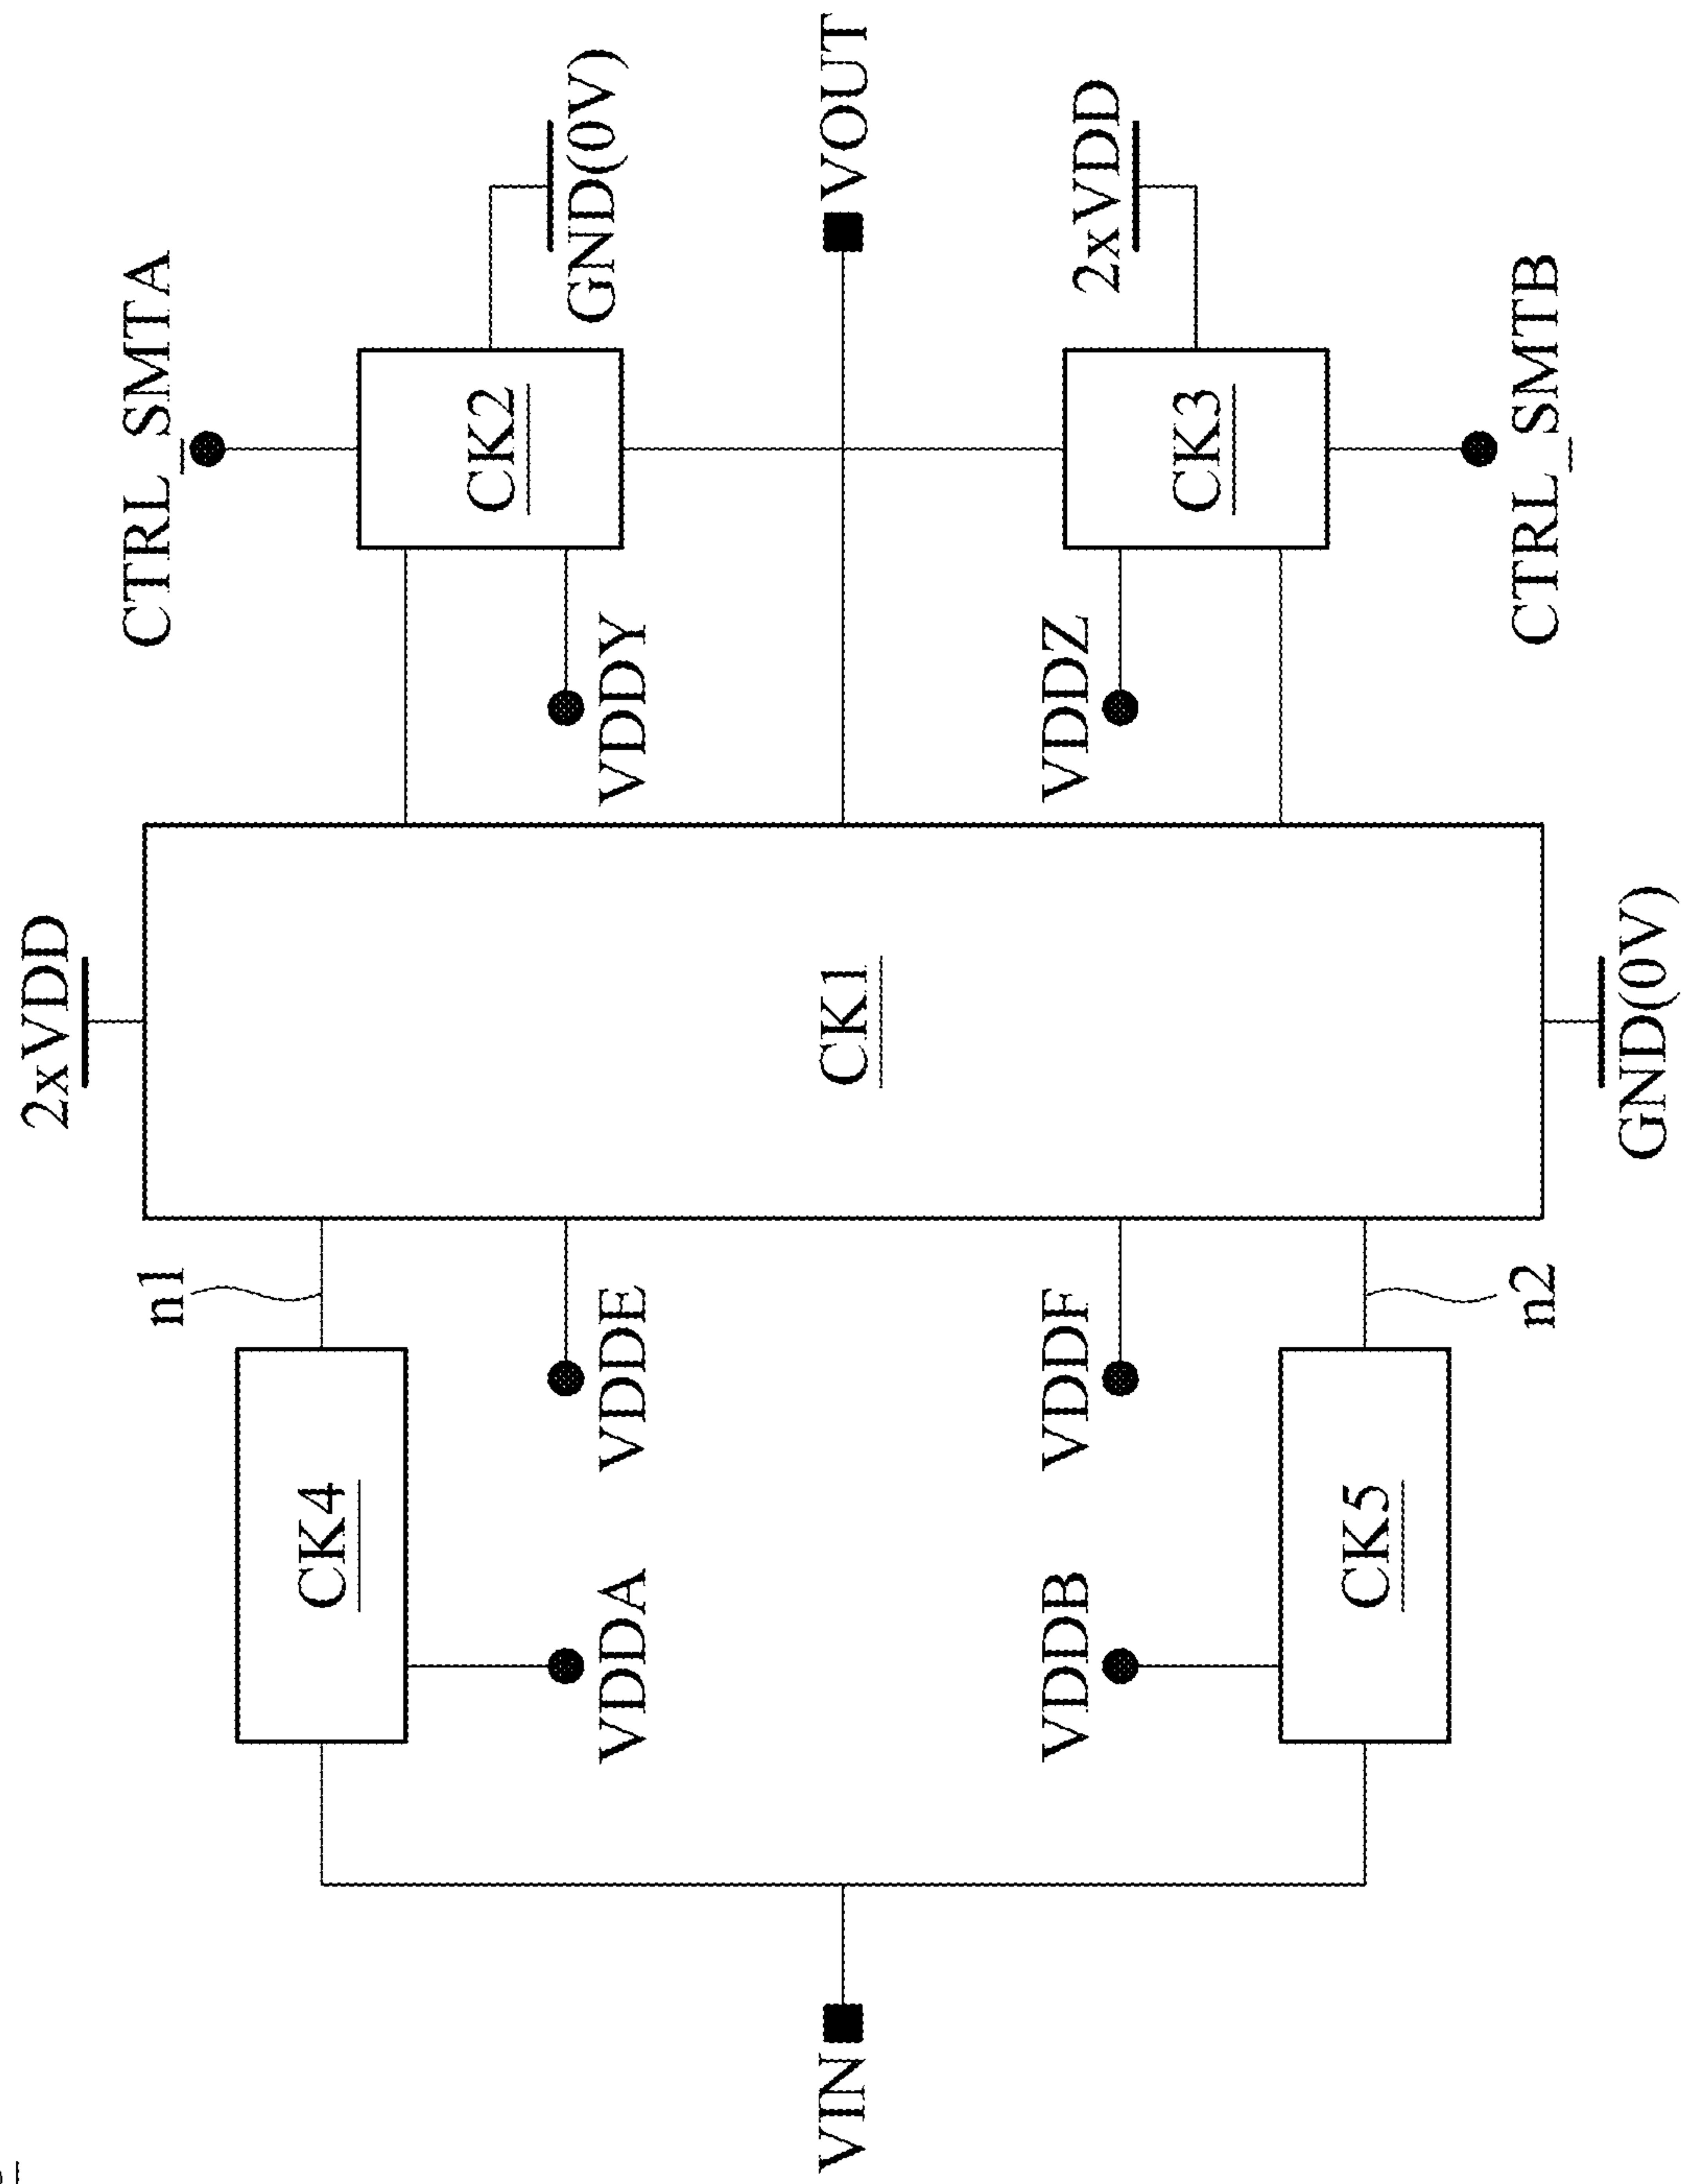 2xVDD
CTRL_SMTA
n1
CK4
CK2
GND(0V)
VDDA
VDDE
VDDY
VIN
CK1
VOUT
VDDB
VDDF
VDDZ
2xVDD
CK5
CK3
n2
CTRL_SMTB
GND(0V)